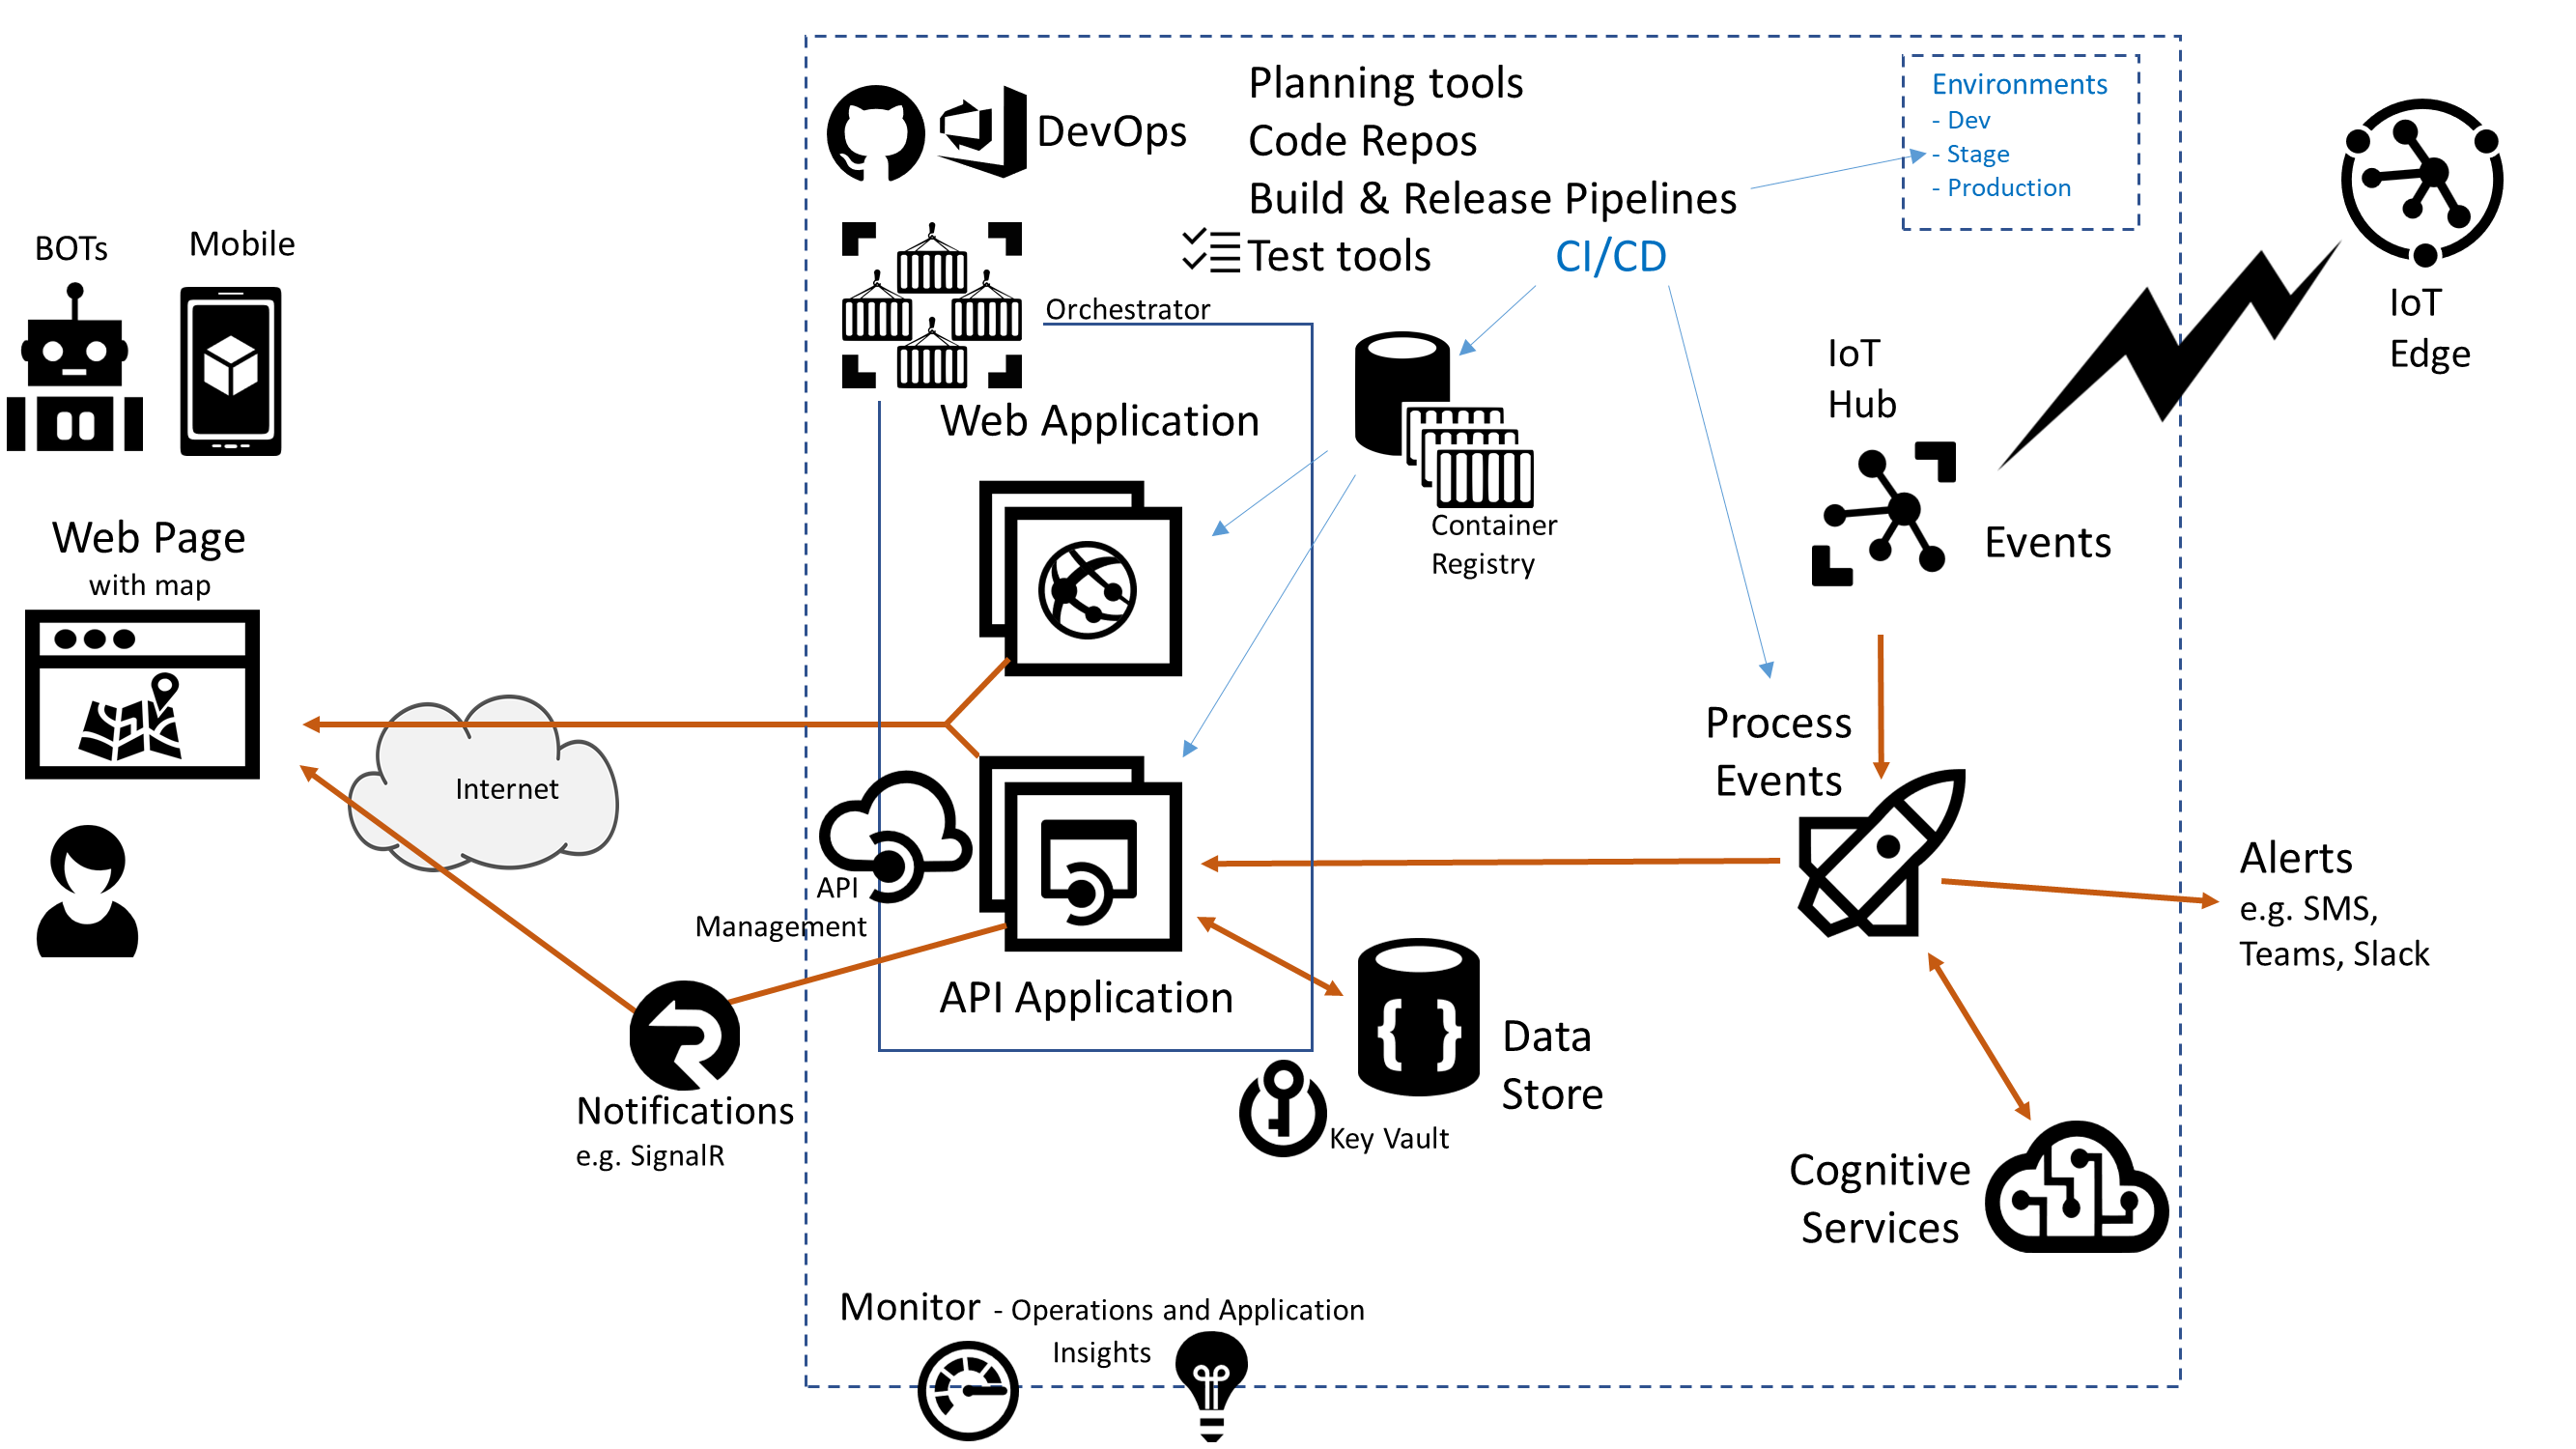 Planning tools
Code Repos
Build & Release Pipelines
Test tools
CI/CD
DevOps
Environments
- Dev
- Stage
- Production
IoT
Edge
BOTs
Mobile
Orchestrator
IoT
Hub
Events
Web Application
Container
Registry
Web Page
with map
Internet
Process
Events
API
Management
API Application
Alerts
e.g. SMS,
Teams, Slack
Data
Store
Key Vault
Notifications
e.g. SignalR
Cognitive
Services
Monitor - Operations and Application
Insights